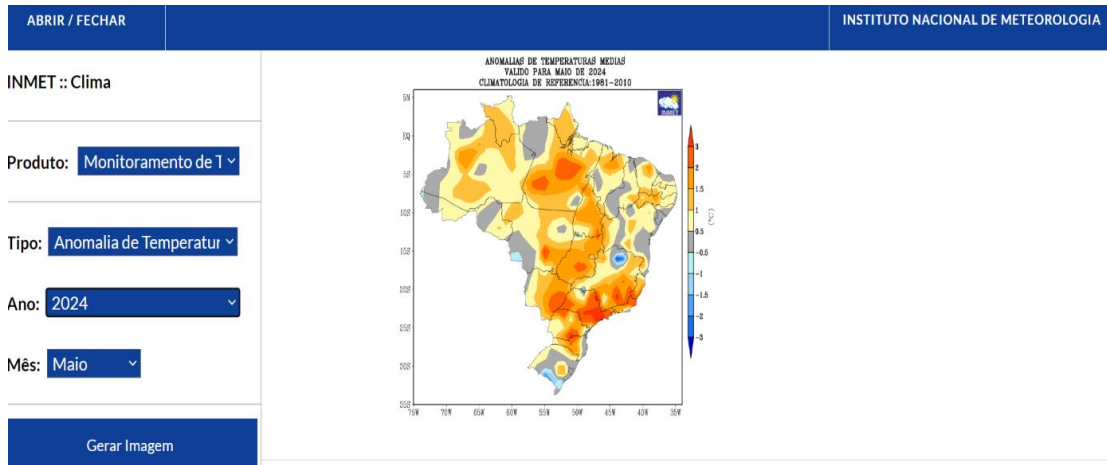 ABRIR / FECHAR
INSTITUTO NACIONAL DE METEOROLOGIA
INMET :: Clima
Produto: Monitoramento de T
Tipo: Anomalia de Temperatur
Ano: 2024
Mês: Maio
Gerar Imagem
ANOMALIAS DE TEMPERATURAS MEDIAS
VALIDO PARA MAIO DE 2024
CLIMATOLOGIA DE REFERENCIA:1981-2010
INMET
5N
EQ
5S
10S
15S
20S
25S
30S
35S
75W 70W 65W 60W 55W 50W 45W 40W 35W
3
2
1.5
1
0.5
-0.5
-1
-1.5
-2
-3
(°C)